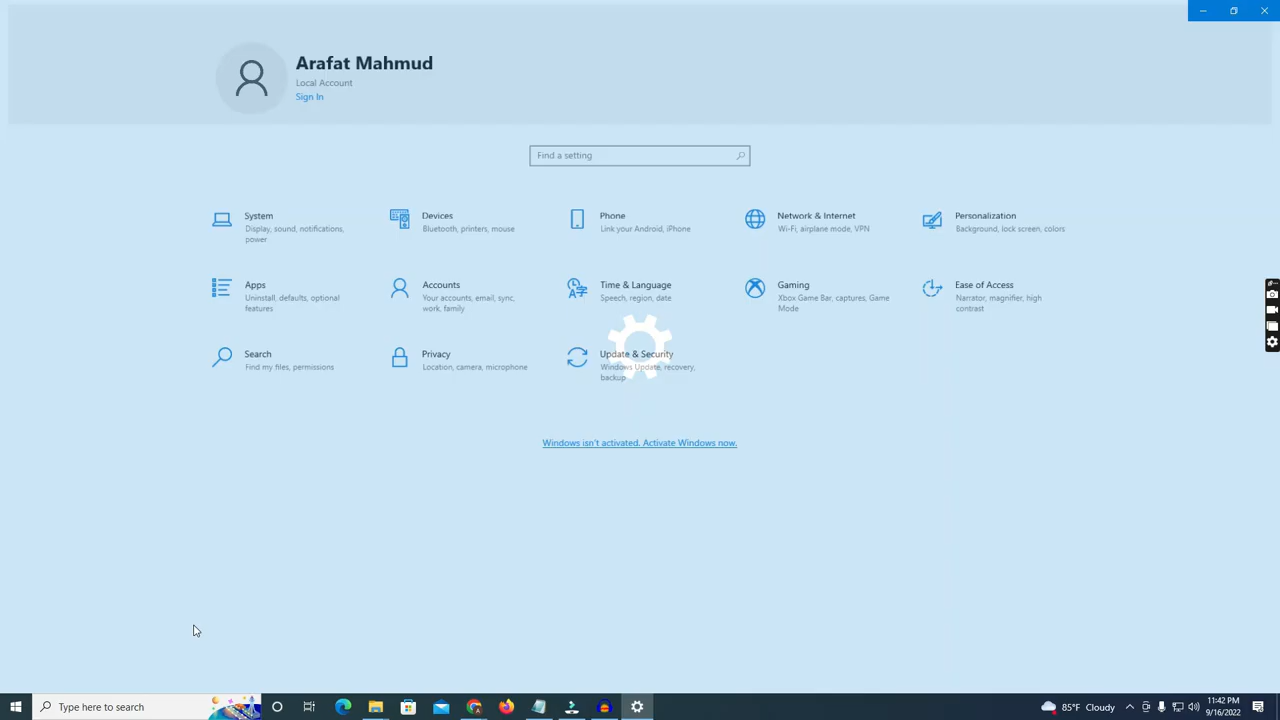 Arafat Mahmud
Local Account
Sign In
Find a setting
System
Display, sound, notifications,
power
Devices
Bluetooth, printers, mouse
Phone
Link your Android, iPhone
Network & Internet
Wi-Fi, airplane mode, VPN
Personalization
Background, lock screen, colors
Apps
Uninstall, defaults, optional
features
Accounts
Your accounts, email, sync,
work, family
Time & Language
Speech, region, date
Gaming
Xbox Game Bar, captures, Game
Mode
Ease of Access
Narrator, magnifier, high
contrast
Search
Find my files, permissions
Privacy
Location, camera, microphone
Update & Security
Windows Update, recovery,
backup
Windows isn't activated. Activate Windows now.
Type here to search
85°F Cloudy
11:42 PM
9/16/2022